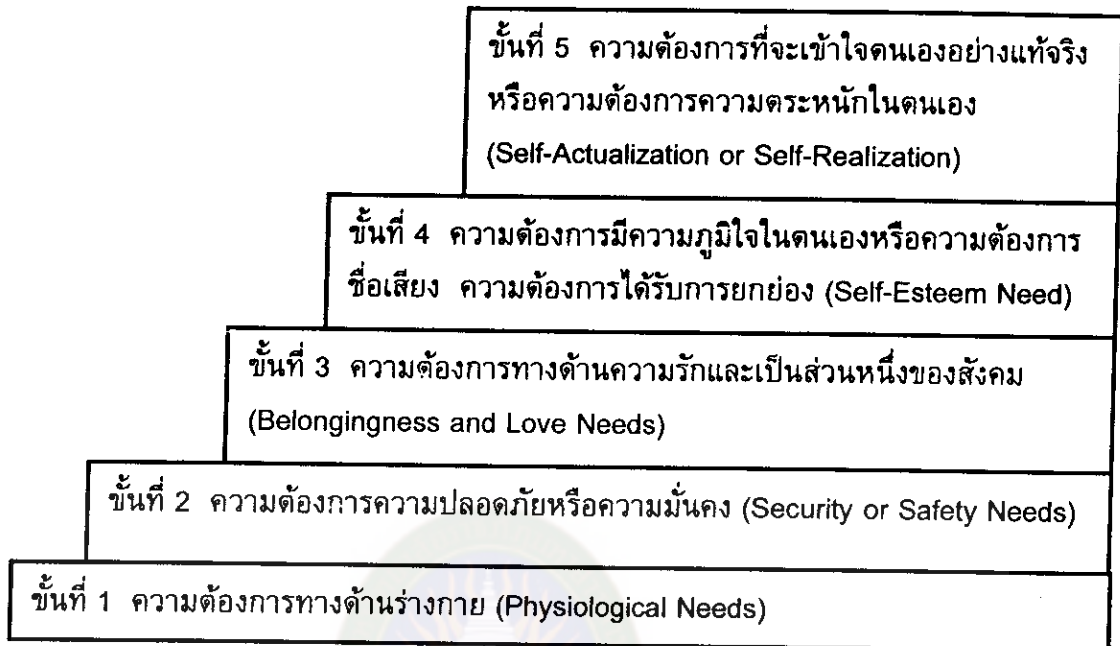 ขั้นที่ 5 ความต้องการที่จะเข้าใจตนเองอย่างแท้จริง
หรือความต้องการความตระหนักในตนเอง
(Self-Actualization or Self-Realization)
ขั้นที่ 4 ความต้องการมีความภูมิใจในตนเองหรือความต้องการ
ชื่อเสียง ความต้องการได้รับการยกย่อง (Self-Esteem Need)
ขั้นที่ 3 ความต้องการทางด้านความรักและเป็นส่วนหนึ่งของสังคม
(Belongingness and Love Needs)
ขั้นที่ 2 ความต้องการความปลอดภัยหรือความมั่นคง (Security or Safety Needs)
ขั้นที่ 1 ความต้องการทางด้านร่างกาย (Physiological Needs)